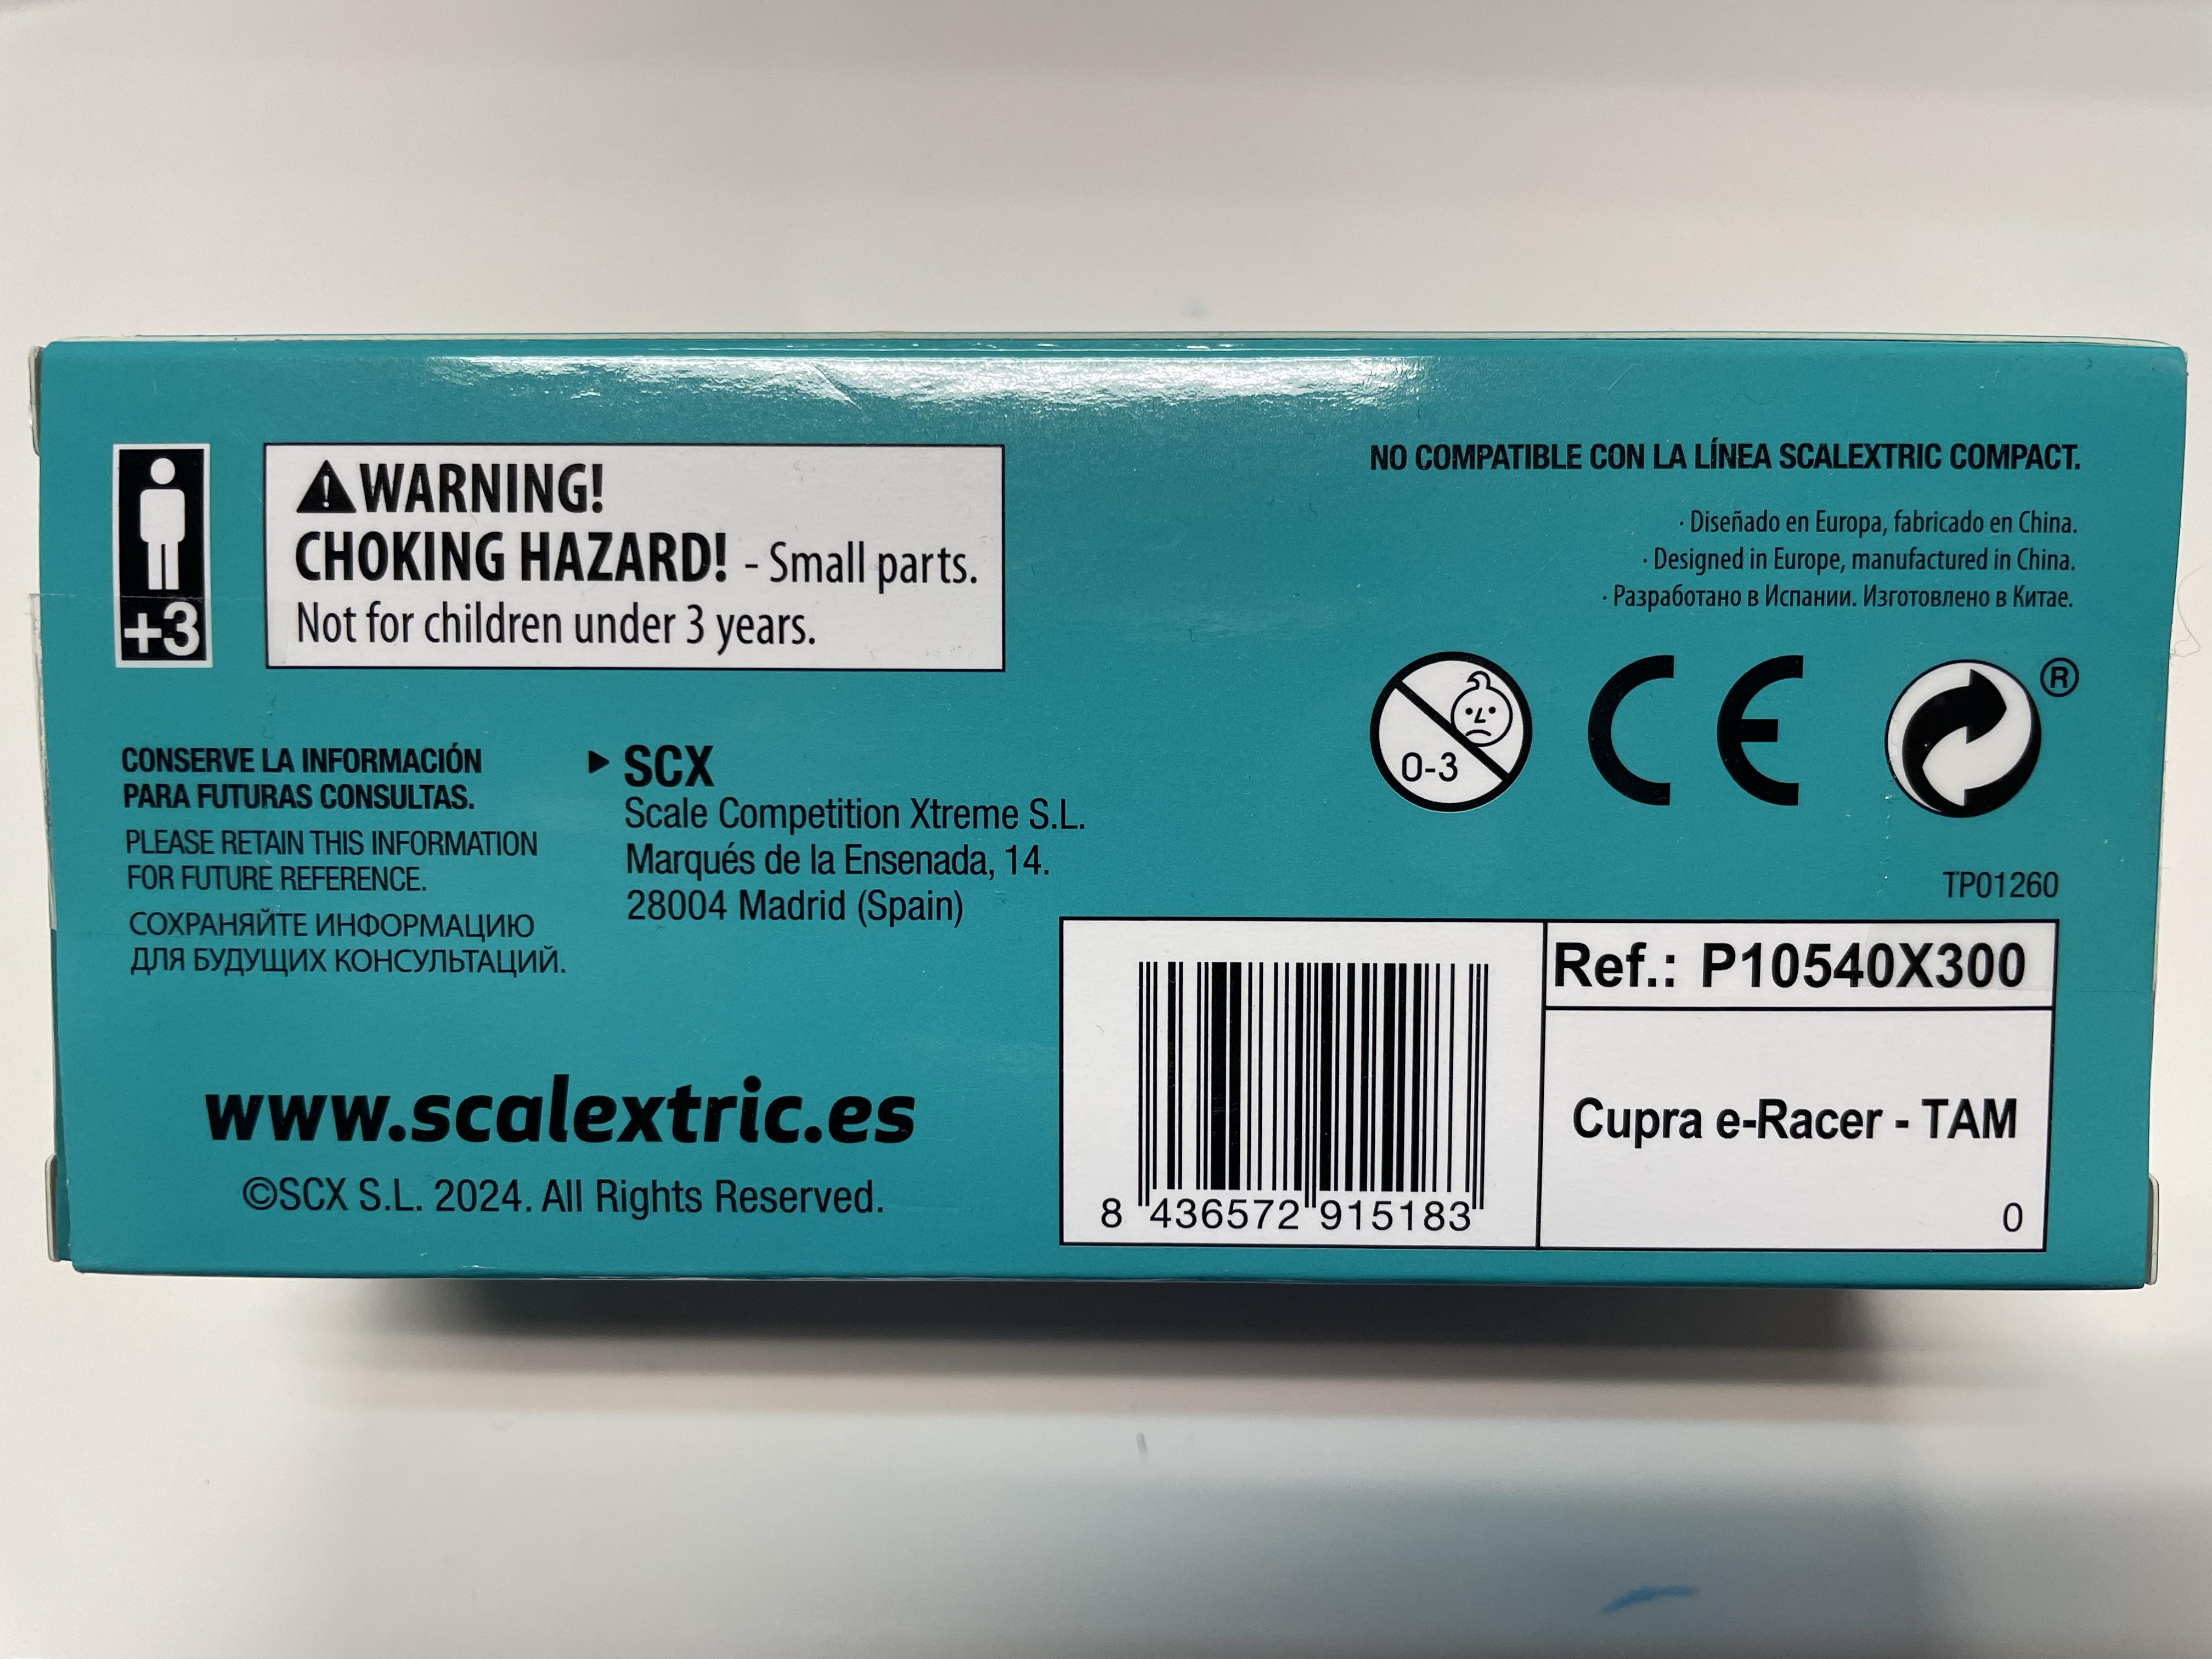 +3
WARNING!
CHOKING HAZARD! - Small parts.
Not for children under 3 years.
NO COMPATIBLE CON LA LÍNEA SCALEXTRIC COMPACT.
· Diseñado en Europa, fabricado en China.
· Designed in Europe, manufactured in China.
· Разработано в Испании. Изготовлено в Китае.
0-3
CE
®
CONSERVE LA INFORMACIÓN
PARA FUTURAS CONSULTAS.
PLEASE RETAIN THIS INFORMATION
FOR FUTURE REFERENCE.
СОХРАНЯЙТЕ ИНФОРМАЦИЮ
ДЛЯ БУДУЩИХ КОНСУЛЬТАЦИЙ.
SCX
Scale Competition Xtreme S.L.
Marqués de la Ensenada, 14.
28004 Madrid (Spain)
TP01260
www.scalextric.es
©SCX S.L. 2024. All Rights Reserved.
8 436572 915183
Ref.: P10540X300
Cupra e-Racer - TAM
0